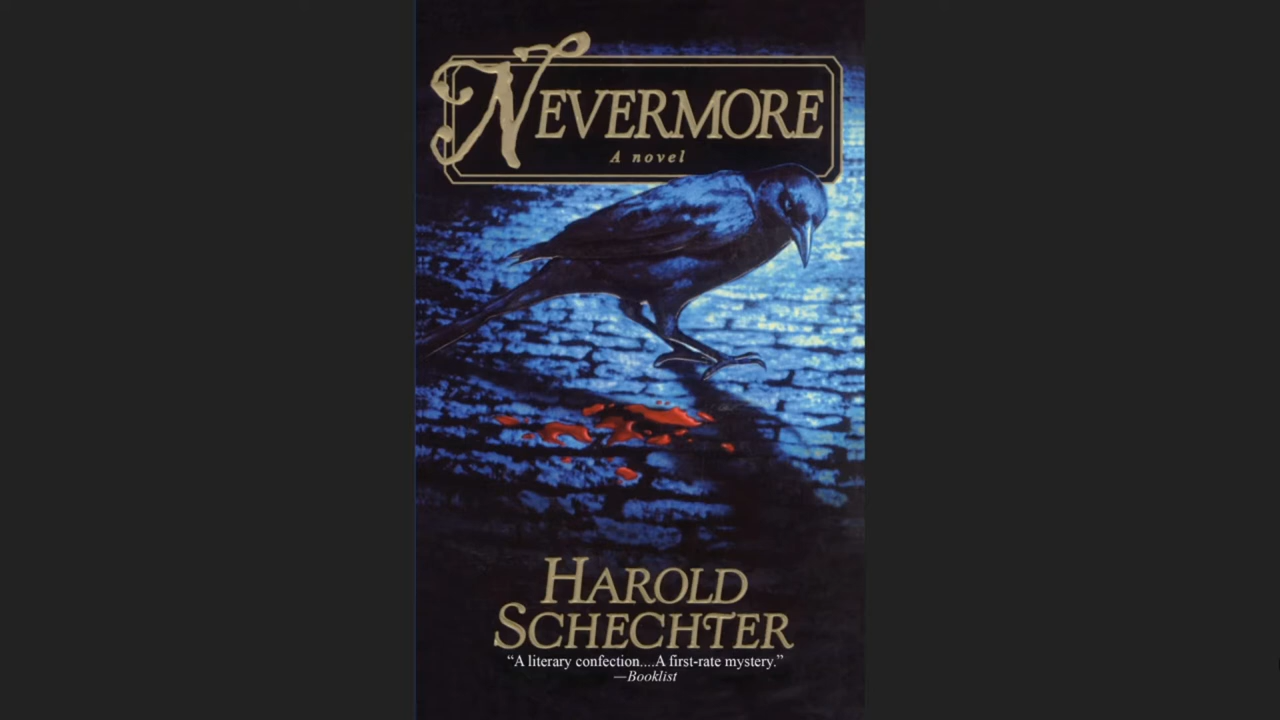 NEVERMORE
A novel
HAROLD
SCHECHTER
“A literary confection....A first-rate mystery.”
—Booklist